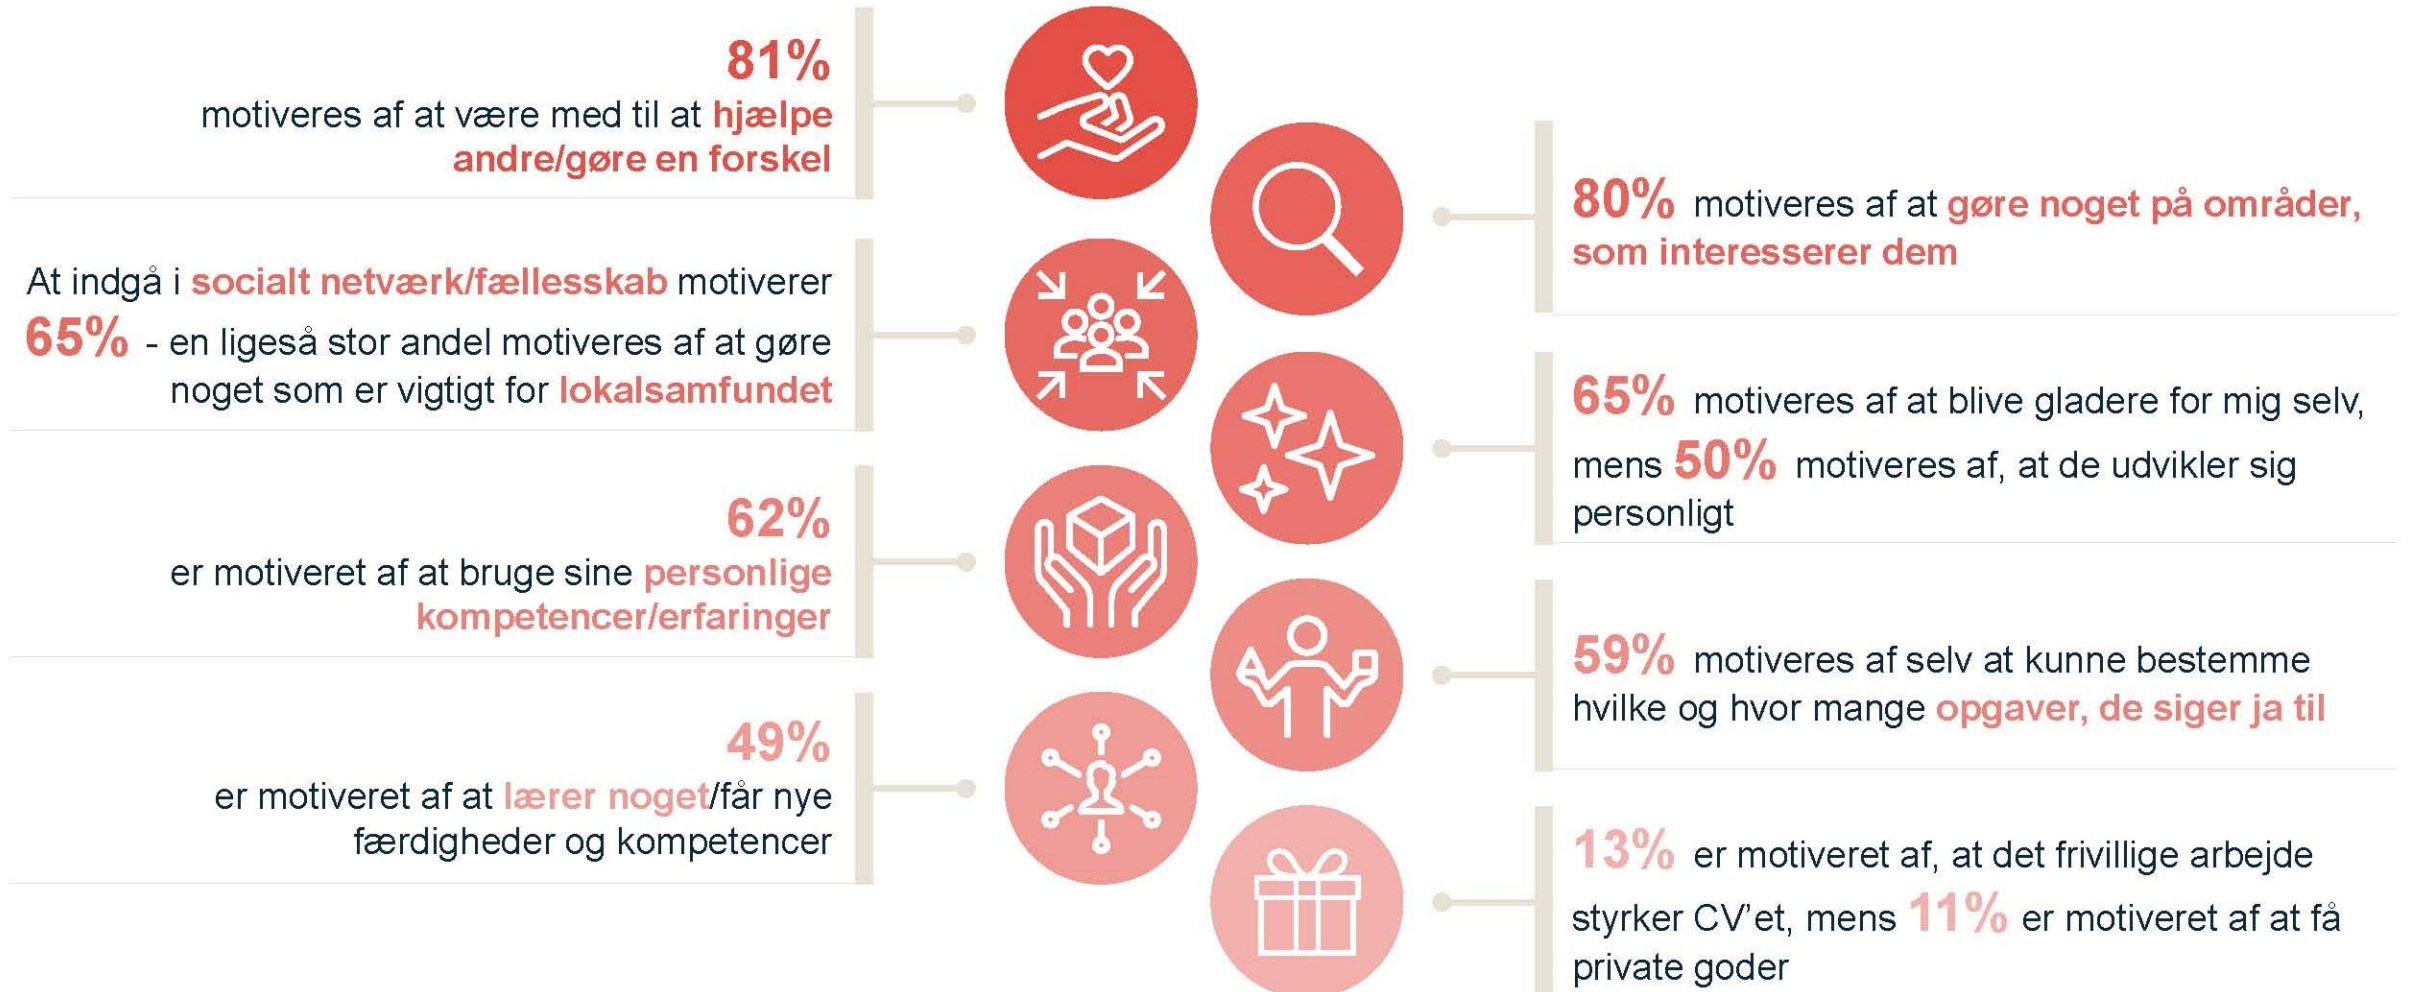 81%
motiveres af at være med til at hjælpe
andre/gøre en forskel
80% motiveres af at gøre noget på områder,
som interesserer dem
At indgå i socialt netværk/fællesskab motiverer
65% - en ligeså stor andel motiveres af at gøre
noget som er vigtigt for lokalsamfundet
65% motiveres af at blive gladere for mig selv,
mens 50% motiveres af, at de udvikler sig
personligt
62%
er motiveret af at bruge sine personlige
kompetencer/erfaringer
59% motiveres af selv at kunne bestemme
hvilke og hvor mange opgaver, de siger ja til
49%
er motiveret af at lærer noget/får nye
færdigheder og kompetencer
13% er motiveret af, at det frivillige arbejde
styrker CV’et, mens 11% er motiveret af at få
private goder